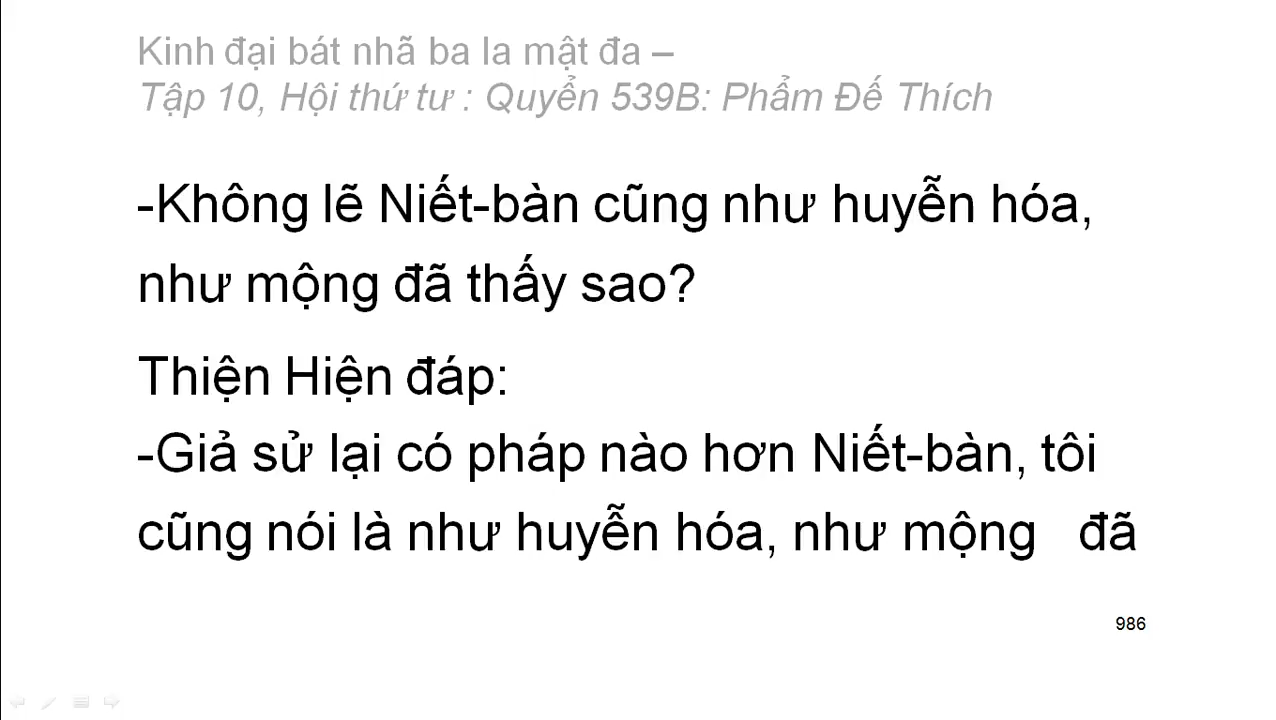 Kinh đại bát nhã ba la mật đa –
Tập 10, Hội thứ tư : Quyển 539B: Phẩm Đế Thích
-Không lẽ Niết-bàn cũng như huyễn hóa,
như mộng đã thấy sao?
Thiện Hiện đáp:
-Giả sử lại có pháp nào hơn Niết-bàn, tôi
cũng nói là như huyễn hóa, như mộng   đã
986